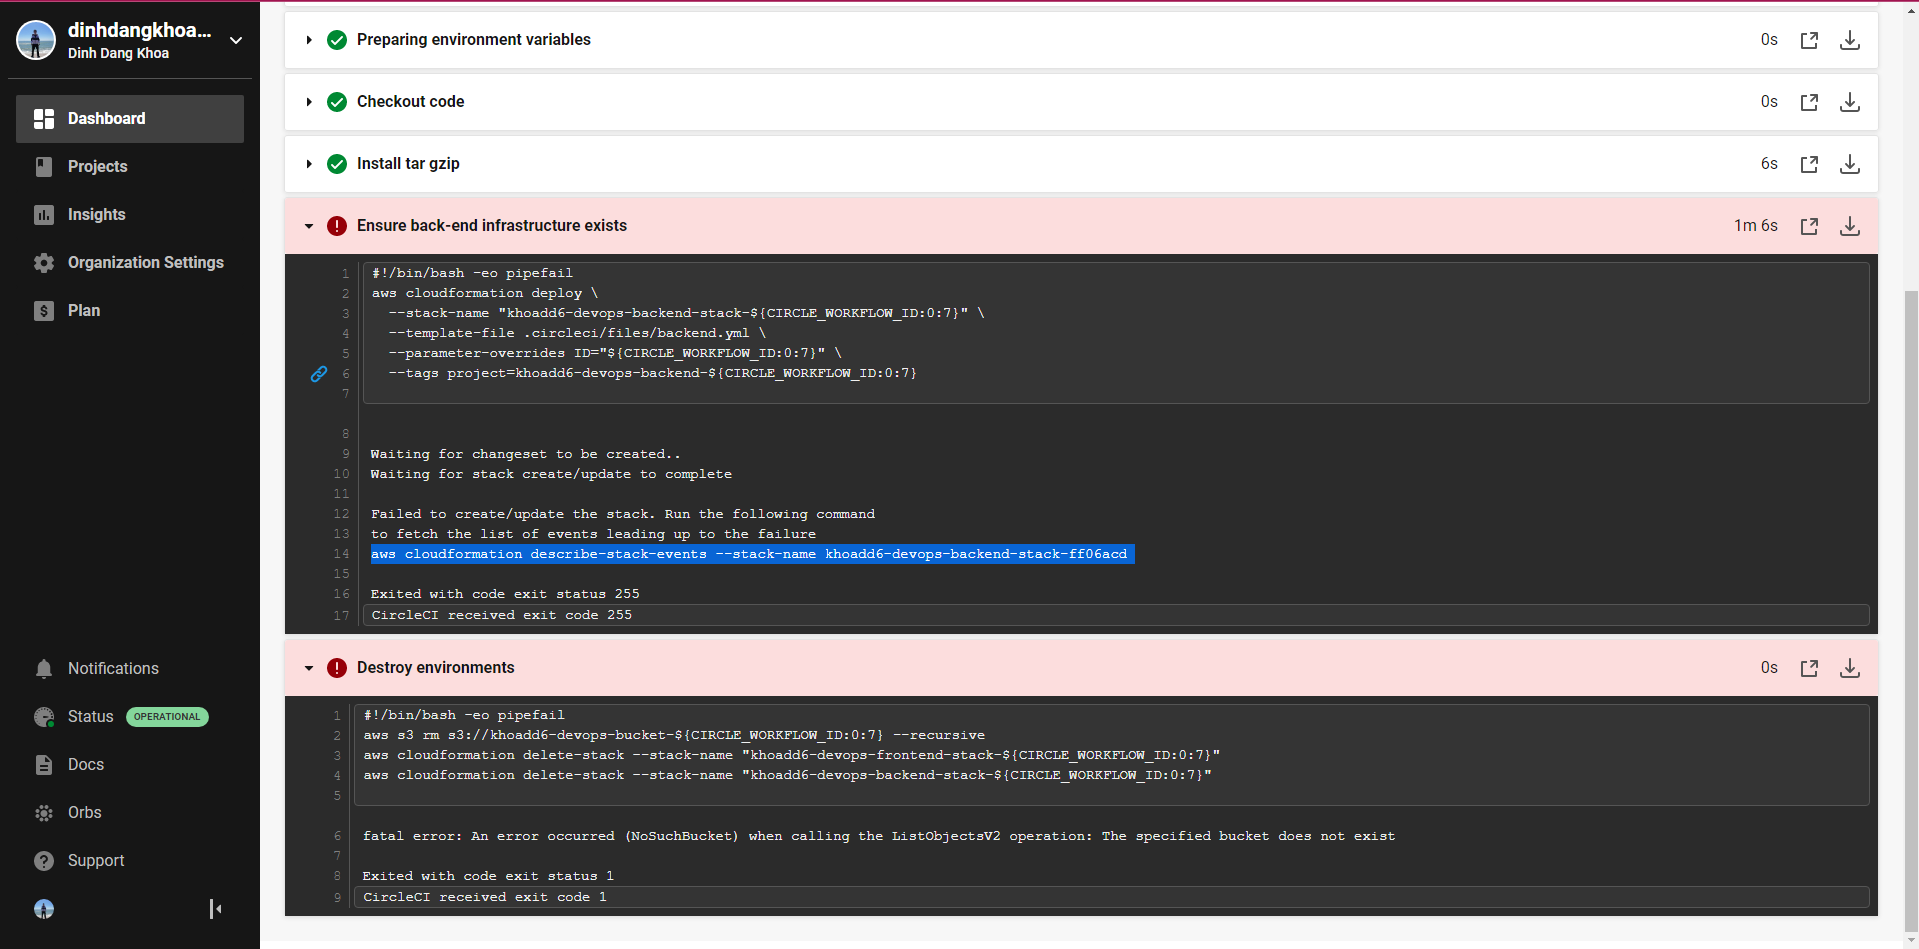 dinhdangkhoa...
Dinh Dang Khoa
Dashboard
Projects
Insights
Organization Settings
$ Plan
Notifications
Status OPERATIONAL
Docs
Orbs
? Support
Preparing environment variables 0s
Checkout code 0s
Install tar gzip 6s
! Ensure back-end infrastructure exists 1m 6s
1 #!/bin/bash -eo pipefail
2 aws cloudformation deploy \
3 --stack-name "khoadd6-devops-backend-stack-${CIRCLE_WORKFLOW_ID:0:7}" \
4 --template-file .circleci/files/backend.yml \
5 --parameter-overrides ID="${CIRCLE_WORKFLOW_ID:0:7}" \
6 --tags project=khoadd6-devops-backend-${CIRCLE_WORKFLOW_ID:0:7}
7
8
9 Waiting for changeset to be created..
10 Waiting for stack create/update to complete
11
12 Failed to create/update the stack. Run the following command
13 to fetch the list of events leading up to the failure
14 aws cloudformation describe-stack-events --stack-name khoadd6-devops-backend-stack-ff06acd
15
16 Exited with code exit status 255
17 CircleCI received exit code 255
! Destroy environments 0s
1 #!/bin/bash -eo pipefail
2 aws s3 rm s3://khoadd6-devops-bucket-${CIRCLE_WORKFLOW_ID:0:7} --recursive
3 aws cloudformation delete-stack --stack-name "khoadd6-devops-frontend-stack-${CIRCLE_WORKFLOW_ID:0:7}"
4 aws cloudformation delete-stack --stack-name "khoadd6-devops-backend-stack-${CIRCLE_WORKFLOW_ID:0:7}"
5
6 fatal error: An error occurred (NoSuchBucket) when calling the ListObjectsV2 operation: The specified bucket does not exist
7
8 Exited with code exit status 1
9 CircleCI received exit code 1